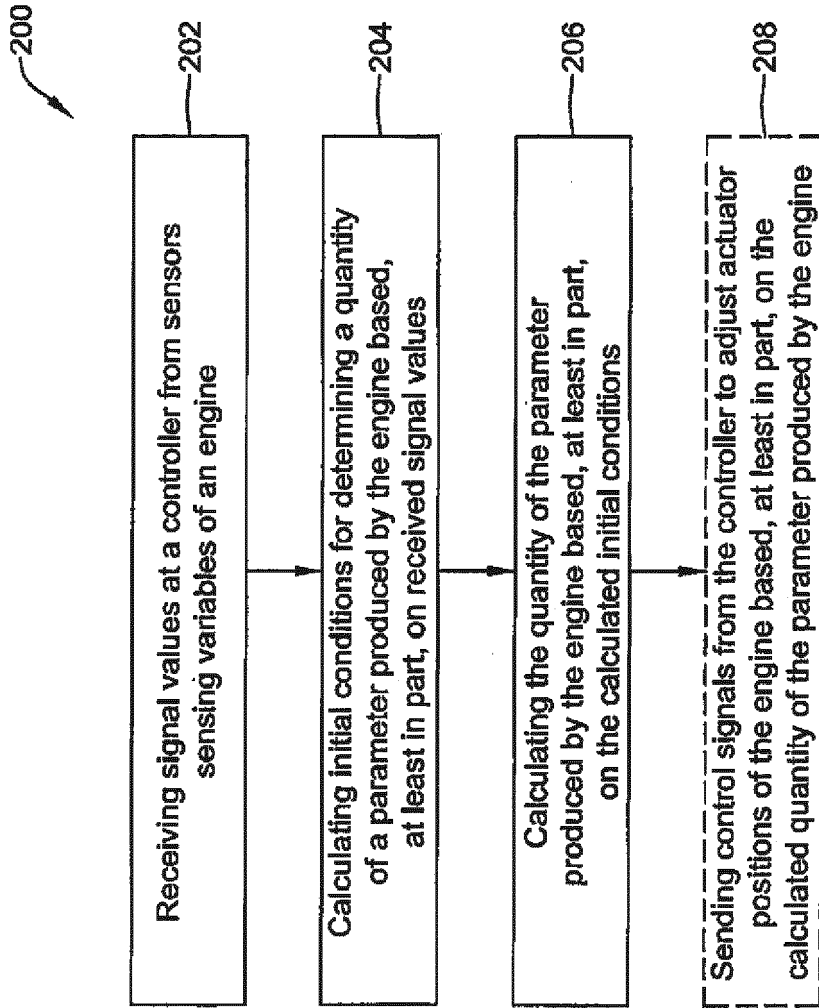 200
Receiving signal values at a controller from sensors
sensing variables of an engine
202
Calculating initial conditions for determining a quantity
of a parameter produced by the engine based,
at least in part, on received signal values
204
Calculating the quantity of the parameter
produced by the engine based, at least in part,
on the calculated initial conditions
206
Sending control signals from the controller to adjust actuator
positions of the engine based, at least in part, on the
calculated quantity of the parameter produced by the engine
208